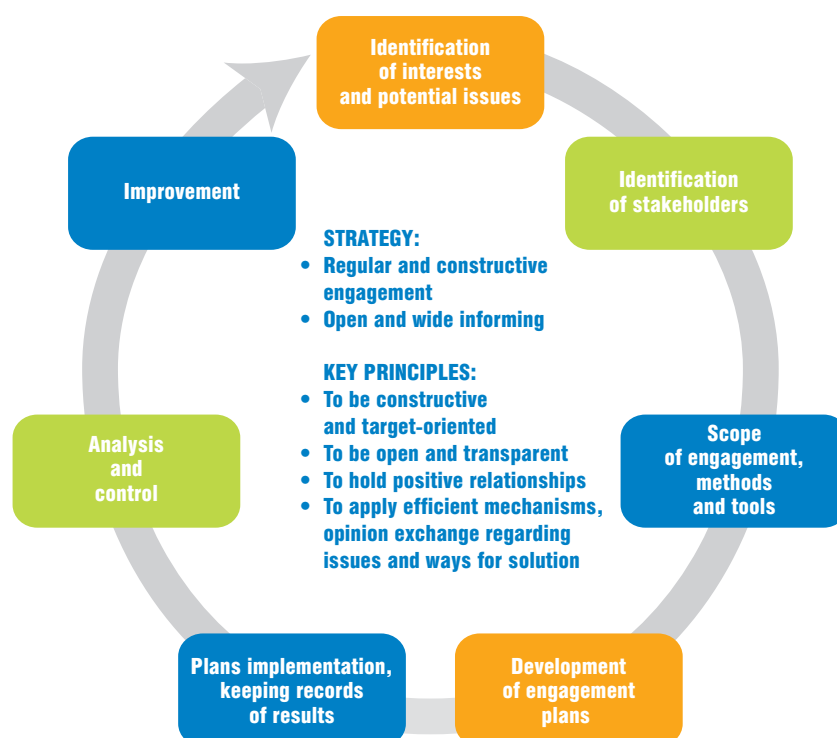 Identification
of interests
and potential issues
Identification
of stakeholders
Scope
of engagement,
methods
and tools
Development
of engagement
plans
Plans implementation,
keeping records
of results
Analysis
and
control
Improvement
STRATEGY:
• Regular and constructive
engagement
• Open and wide informing
KEY PRINCIPLES:
• To be constructive
and target-oriented
• To be open and transparent
• To hold positive relationships
• To apply efficient mechanisms,
opinion exchange regarding
issues and ways for solution